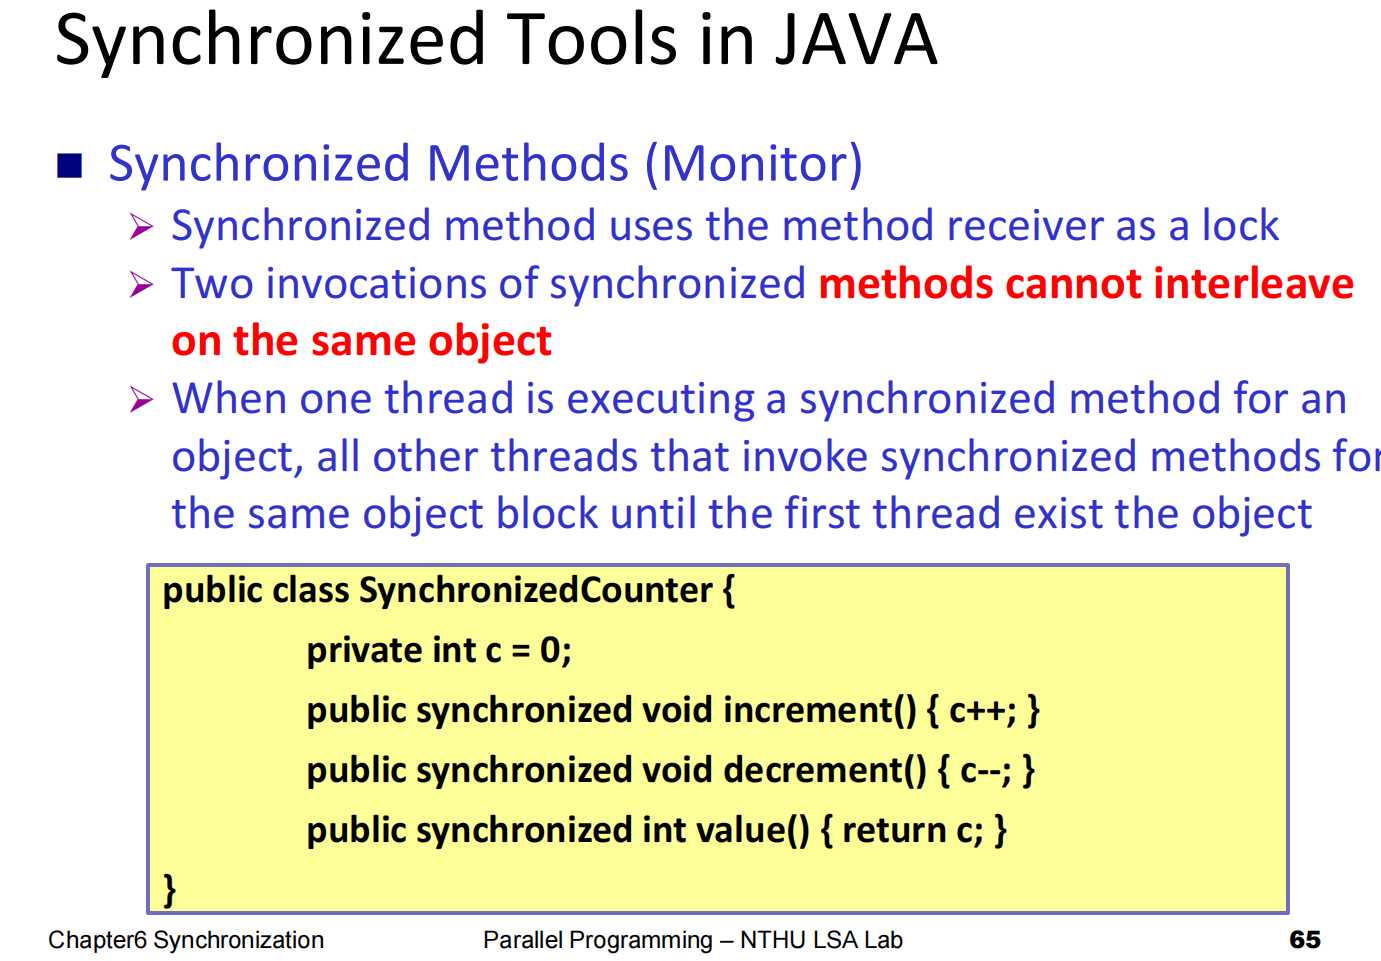 Synchronized Tools in JAVA
Synchronized Methods (Monitor)
Synchronized method uses the method receiver as a lock
Two invocations of synchronized methods cannot interleave
on the same object
When one thread is executing a synchronized method for an
object, all other threads that invoke synchronized methods for
the same object block until the first thread exist the object
public class SynchronizedCounter {
private int c = 0;
public synchronized void increment() { c++; }
public synchronized void decrement() { c--; }
public synchronized int value() { return c; }
}
Chapter6 Synchronization
Parallel Programming – NTHU LSA Lab
65